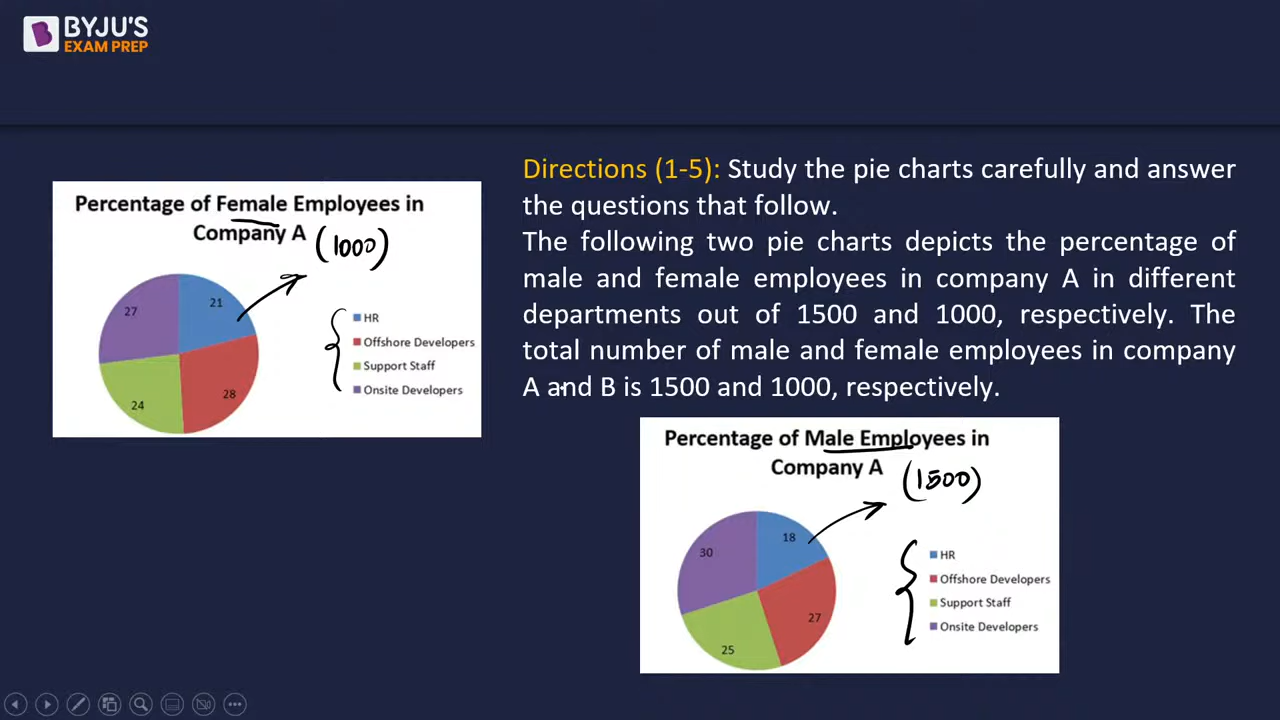 BYJU'S
EXAM PREP
Percentage of Female Employees in
Company A
(1000)
21
27
28
24
HR
Offshore Developers
Support Staff
Onsite Developers
Directions (1-5): Study the pie charts carefully and answer
the questions that follow.
The following two pie charts depicts the percentage of
male and female employees in company A in different
departments out of 1500 and 1000, respectively. The
total number of male and female employees in company
A and B is 1500 and 1000, respectively.
Percentage of Male Employees in
Company A
(1500)
18
30
27
25
HR
Offshore Developers
Support Staff
Onsite Developers